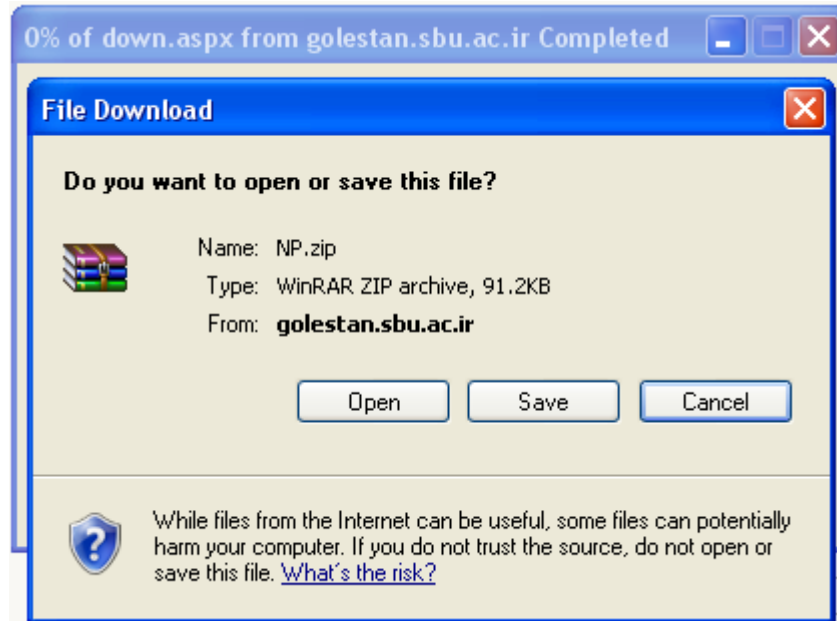 0% of down.aspx from golestan.sbu.ac.ir Completed
File Download
Do you want to open or save this file?
Name: NP.zip
Type: WinRAR ZIP archive, 91.2KB
From: golestan.sbu.ac.ir
Open Save Cancel
While files from the Internet can be useful, some files can potentially
harm your computer. If you do not trust the source, do not open or
save this file. What's the risk?